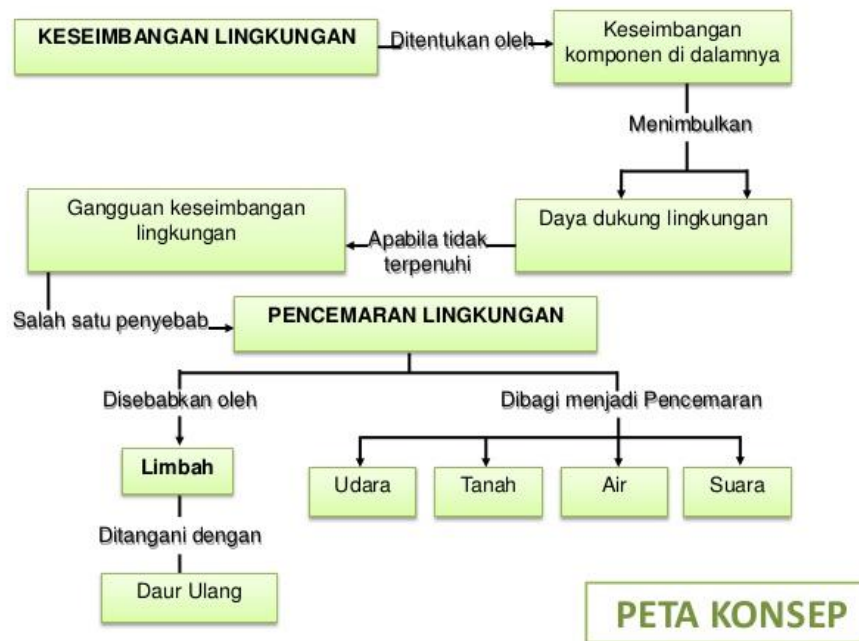 KESEIMBANGAN LINGKUNGAN
Ditentukan oleh
Keseimbangan
komponen di dalamnya
Menimbulkan
Daya dukung lingkungan
Apabila tidak
terpenuhi
Gangguan keseimbangan
lingkungan
Salah satu penyebab
PENCEMARAN LINGKUNGAN
Disebabkan oleh
Limbah
Ditangani dengan
Daur Ulang
Dibagi menjadi Pencemaran
Udara
Tanah
Air
Suara
PETA KONSEP